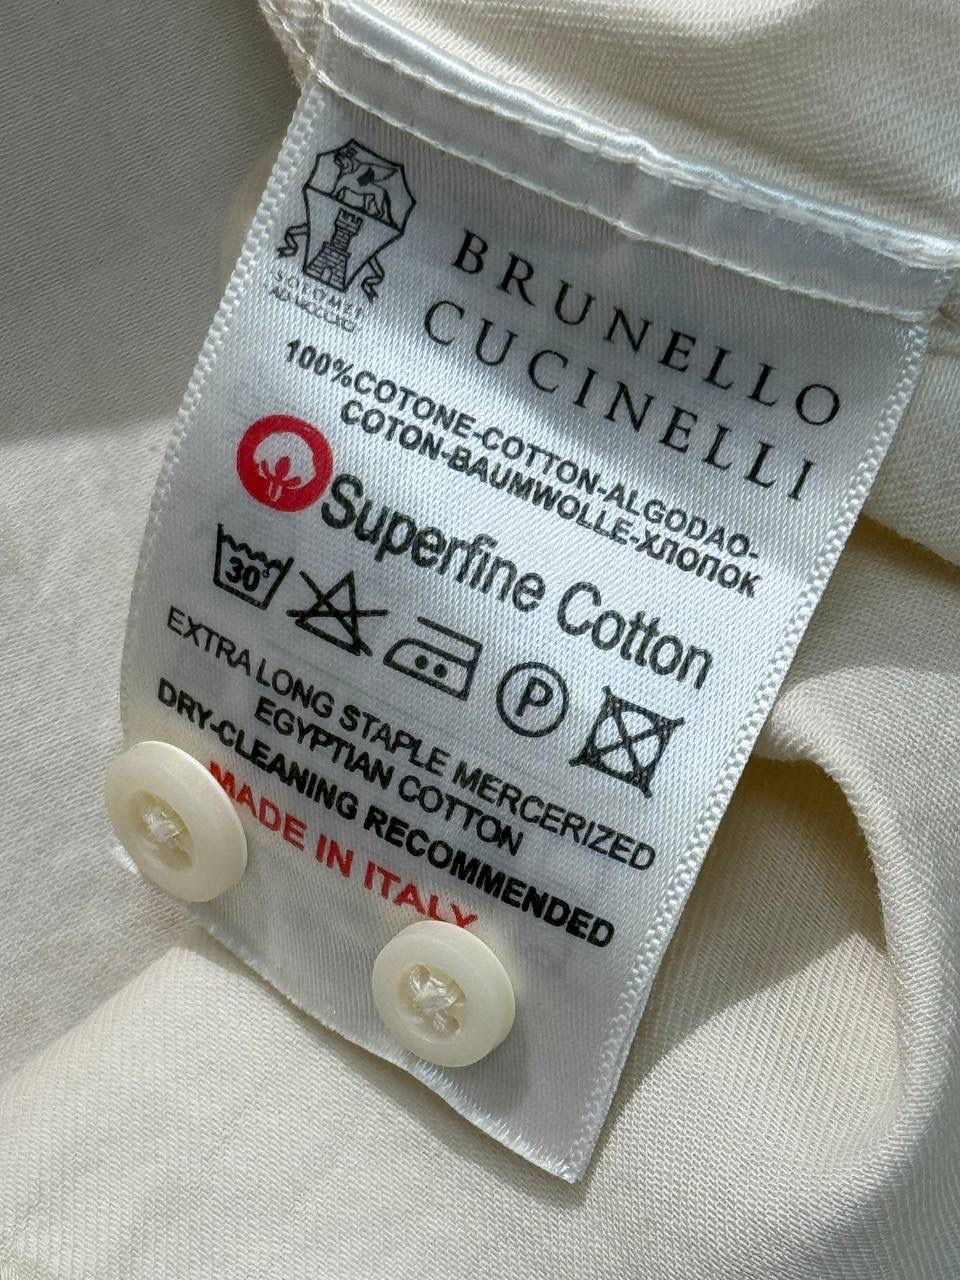 SOLOMEI
BRUNELLO
CUCINELLI
100%COTONE-COTTON-ALGODAO-
COTON-BAUMWOLLE-ХЛОПОК
Superfine Cotton
30°
P
EXTRA LONG STAPLE MERCERIZED
EGYPTIAN COTTON
DRY-CLEANING RECOMMENDED
MADE IN ITALY